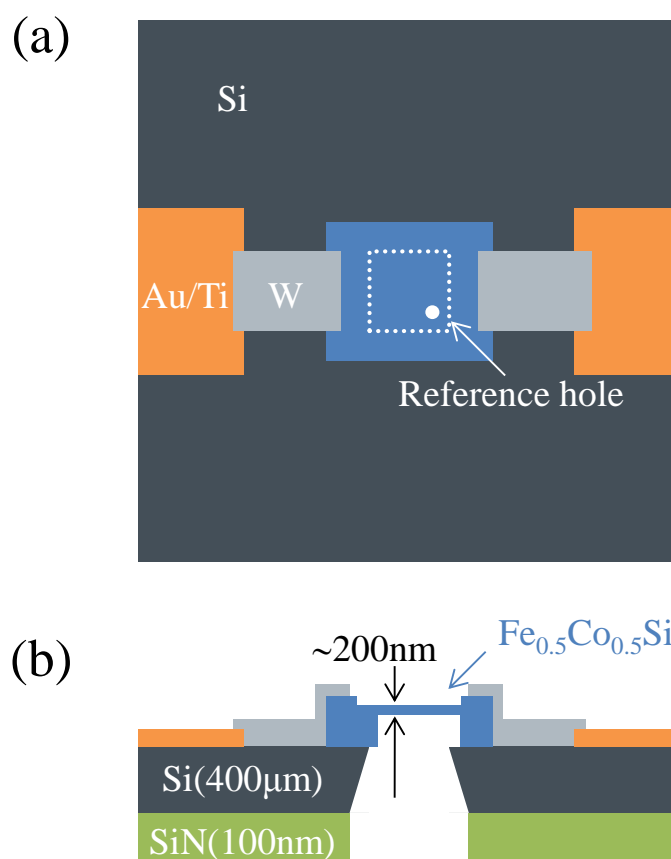 (a)
Si
Au/Ti
W
Reference hole
(b)
~200nm
Fe₀.₅Co₀.₅Si
Si(400μm)
SiN(100nm)